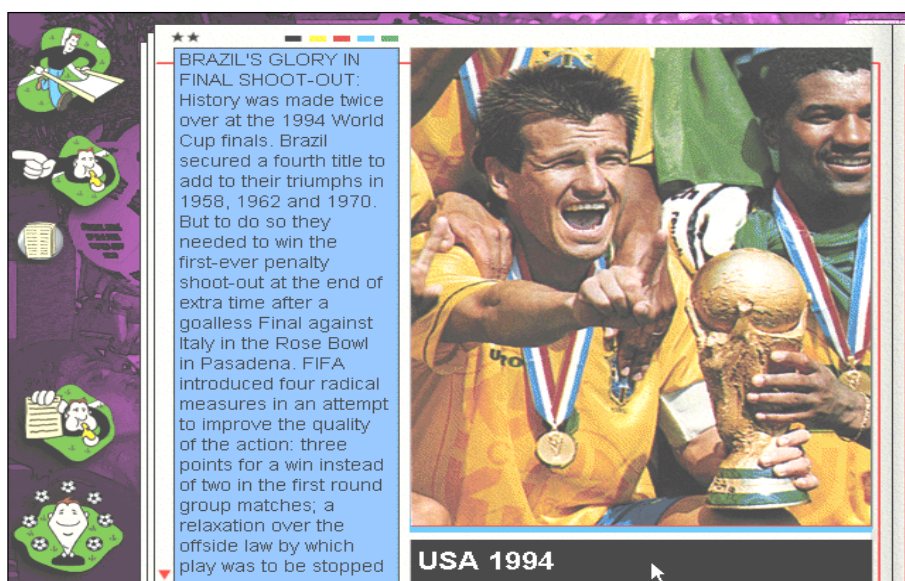 BRAZIL'S GLORY IN
FINAL SHOOT-OUT:
History was made twice
over at the 1994 World
Cup finals. Brazil
secured a fourth title to
add to their triumphs in
1958, 1962 and 1970.
But to do so they
needed to win the
first-ever penalty
shoot-out at the end of
extra time after a
goalless Final against
Italy in the Rose Bowl
in Pasadena. FIFA
introduced four radical
measures in an attempt
to improve the quality
of the action: three
points for a win instead
of two in the first round
group matches; a
relaxation over the
offside law by which
play was to be stopped
USA 1994